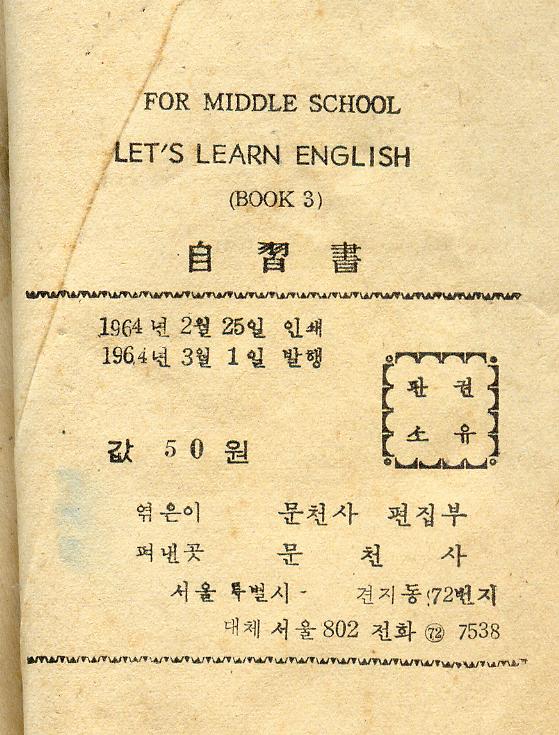 FOR MIDDLE SCHOOL
LET'S LEARN ENGLISH
(BOOK 3)
自習書
1964년 2월 25일 인쇄
1964년 3월 1일 발행
판권
소유
값 50원
엮은이 문천사 편집부
펴낸곳 문천사
서울 특별시- 견지동 72번지
대체 서울 802 전화 ㉆ 7538